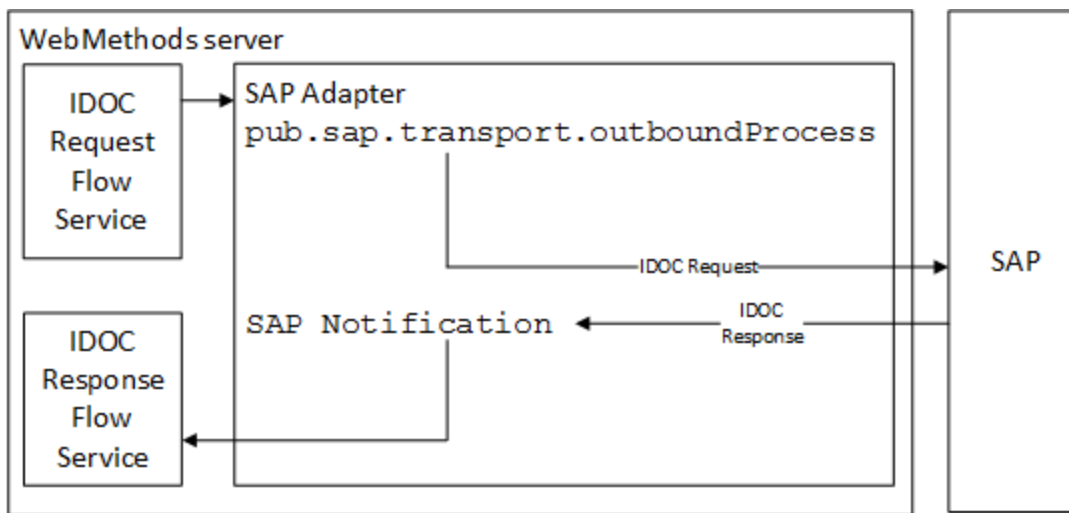 WebMethods server
IDOC
Request
Flow
Service
SAP Adapter
pub.sap.transport.outboundProcess
IDOC Request
SAP
SAP Notification
IDOC
Response
IDOC
Response
Flow
Service